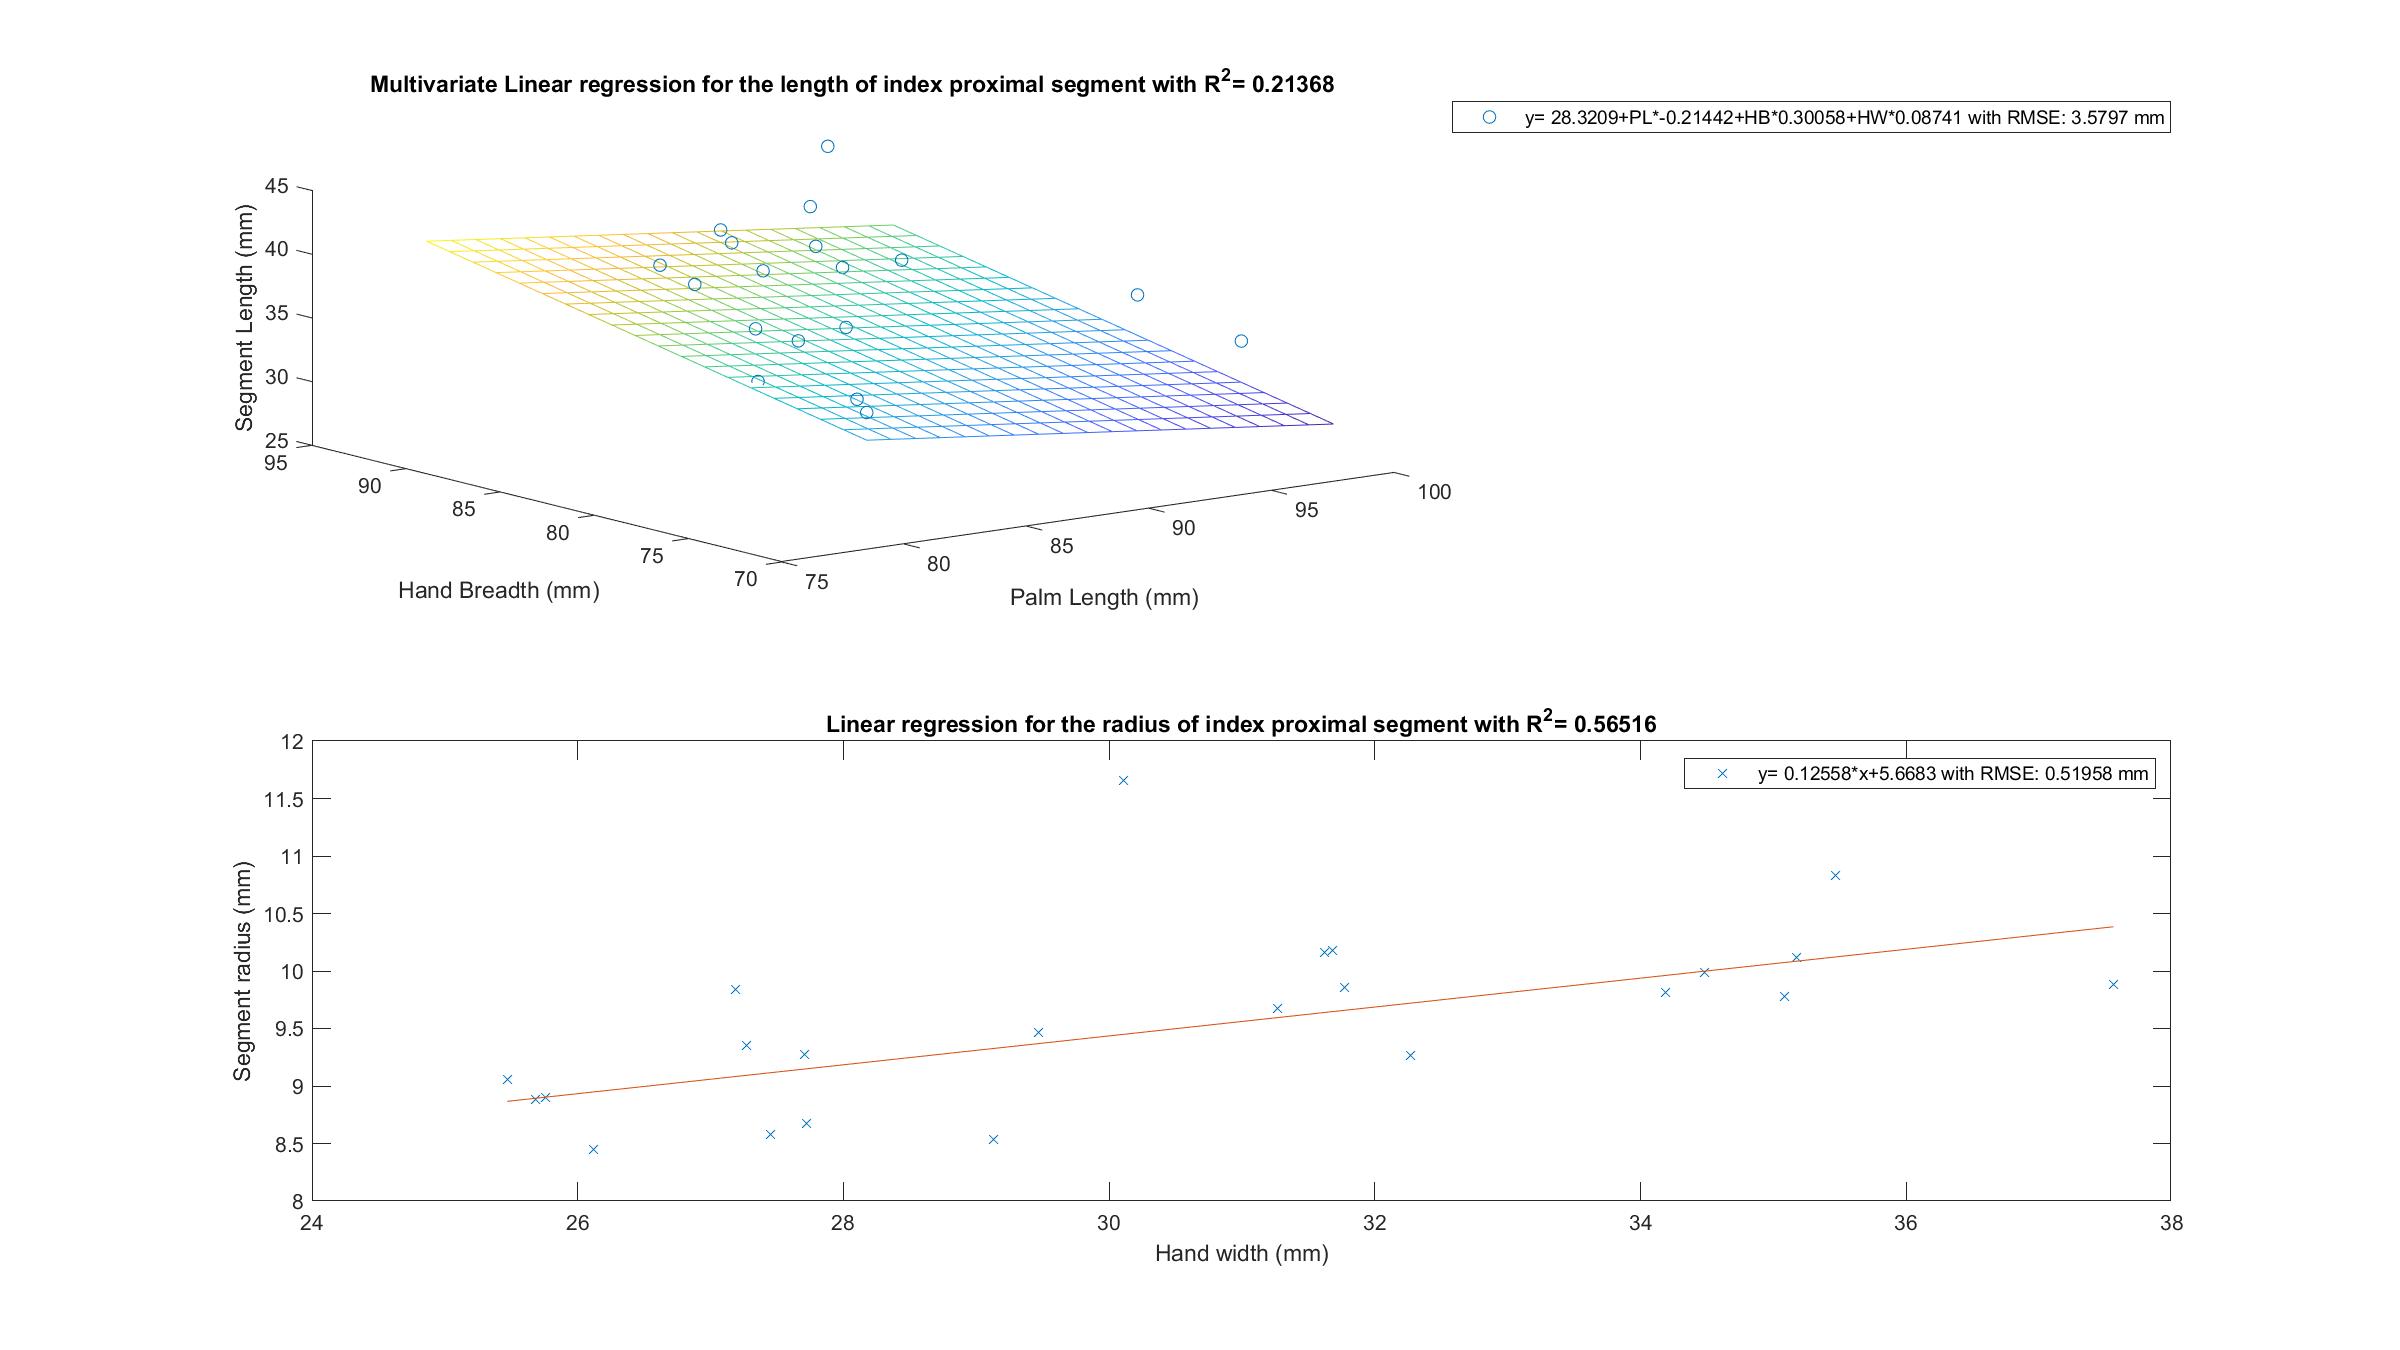 Multivariate Linear regression for the length of index proximal segment with R2= 0.21368
y= 28.3209+PL*-0.21442+HB*0.30058+HW*0.08741 with RMSE: 3.5797 mm
Segment Length (mm)
45
40
35
30
25
95
90
85
80
75
70
Hand Breadth (mm)
75
80
85
90
95
100
Palm Length (mm)
Linear regression for the radius of index proximal segment with R2= 0.56516
y= 0.12558*x+5.6683 with RMSE: 0.51958 mm
Segment radius (mm)
12
11.5
11
10.5
10
9.5
9
8.5
8
24 26 28 30 32 34 36 38
Hand width (mm)